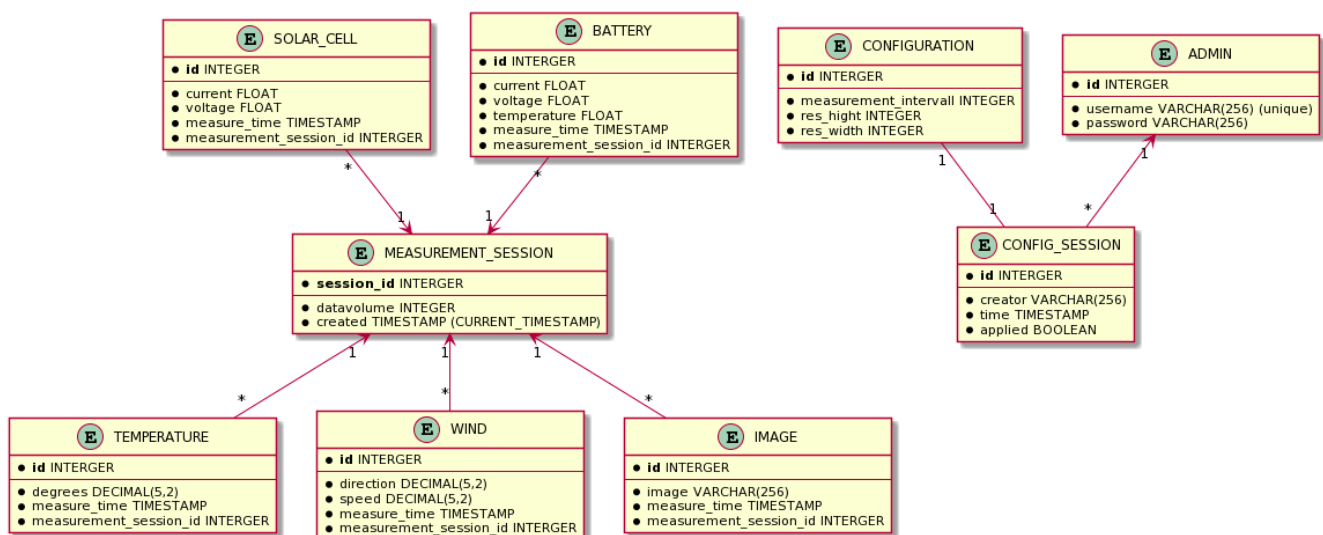 E SOLAR_CELL
id INTEGER
current FLOAT
voltage FLOAT
measure_time TIMESTAMP
measurement_session_id INTERGER
E BATTERY
id INTERGER
current FLOAT
voltage FLOAT
temperature FLOAT
measure_time TIMESTAMP
measurement_session_id INTERGER
E CONFIGURATION
id INTERGER
measurement_intervall INTEGER
res_hight INTEGER
res_width INTEGER
E ADMIN
id INTERGER
username VARCHAR(256) (unique)
password VARCHAR(256)
*
1
*
1
1
1
1
*
E MEASUREMENT_SESSION
session_id INTERGER
datavolume INTEGER
created TIMESTAMP (CURRENT_TIMESTAMP)
E CONFIG_SESSION
id INTERGER
creator VARCHAR(256)
time TIMESTAMP
applied BOOLEAN
1
*
1
*
1
*
E TEMPERATURE
id INTERGER
degrees DECIMAL(5,2)
measure_time TIMESTAMP
measurement_session_id INTERGER
E WIND
id INTERGER
direction DECIMAL(5,2)
speed DECIMAL(5,2)
measure_time TIMESTAMP
measurement_session_id INTERGER
E IMAGE
id INTERGER
image VARCHAR(256)
measure_time TIMESTAMP
measurement_session_id INTERGER